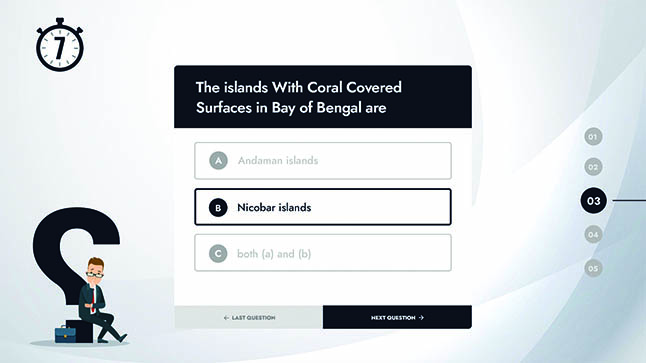 7
The islands With Coral Covered
Surfaces in Bay of Bengal are
A Andaman islands
B Nicobar islands
C both (a) and (b)
← LAST QUESTION
NEXT QUESTION →
01
02
03
04
05
?